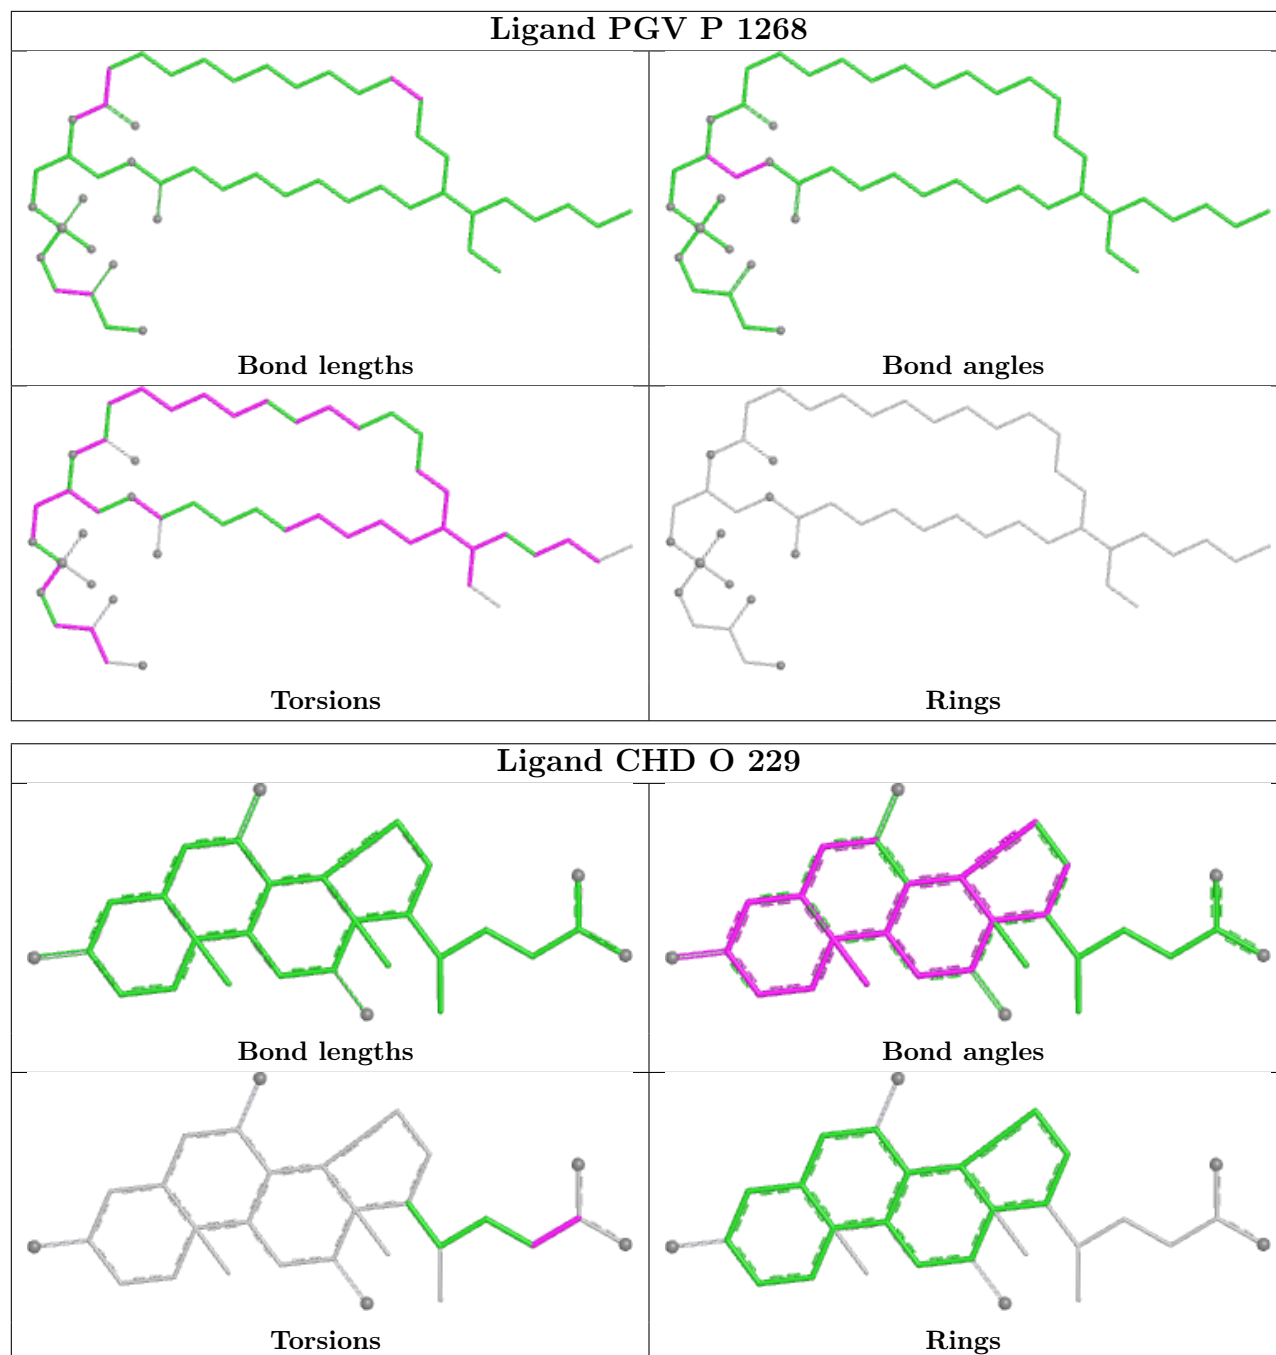 Ligand PGV P 1268
Bond lengths
Bond angles
Torsions
Rings
Ligand CHD O 229
Bond lengths
Bond angles
Torsions
Rings